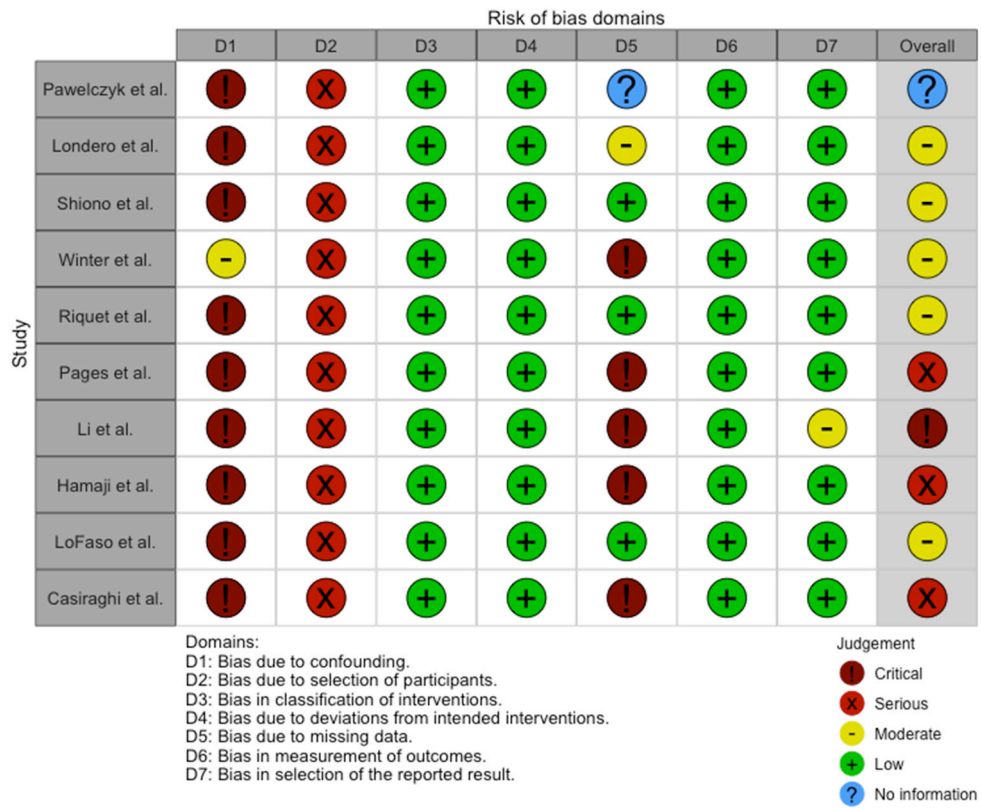 Risk of bias domains
D1 D2 D3 D4 D5 D6 D7 Overall
Study
Pawelczyk et al. ! X + + ? + + ?
Londero et al. ! X + + - + + -
Shiono et al. ! X + + + + + -
Winter et al. - X + + ! + + -
Riquet et al. ! X + + + + + -
Pages et al. ! X + + ! + + X
Li et al. ! X + + ! + - !
Hamaji et al. ! X + + ! + + X
LoFaso et al. ! X + + + + + -
Casiraghi et al. ! X + + ! + + X
Domains:
D1: Bias due to confounding.
D2: Bias due to selection of participants.
D3: Bias in classification of interventions.
D4: Bias due to deviations from intended interventions.
D5: Bias due to missing data.
D6: Bias in measurement of outcomes.
D7: Bias in selection of the reported result.
Judgement
! Critical
X Serious
- Moderate
+ Low
? No information